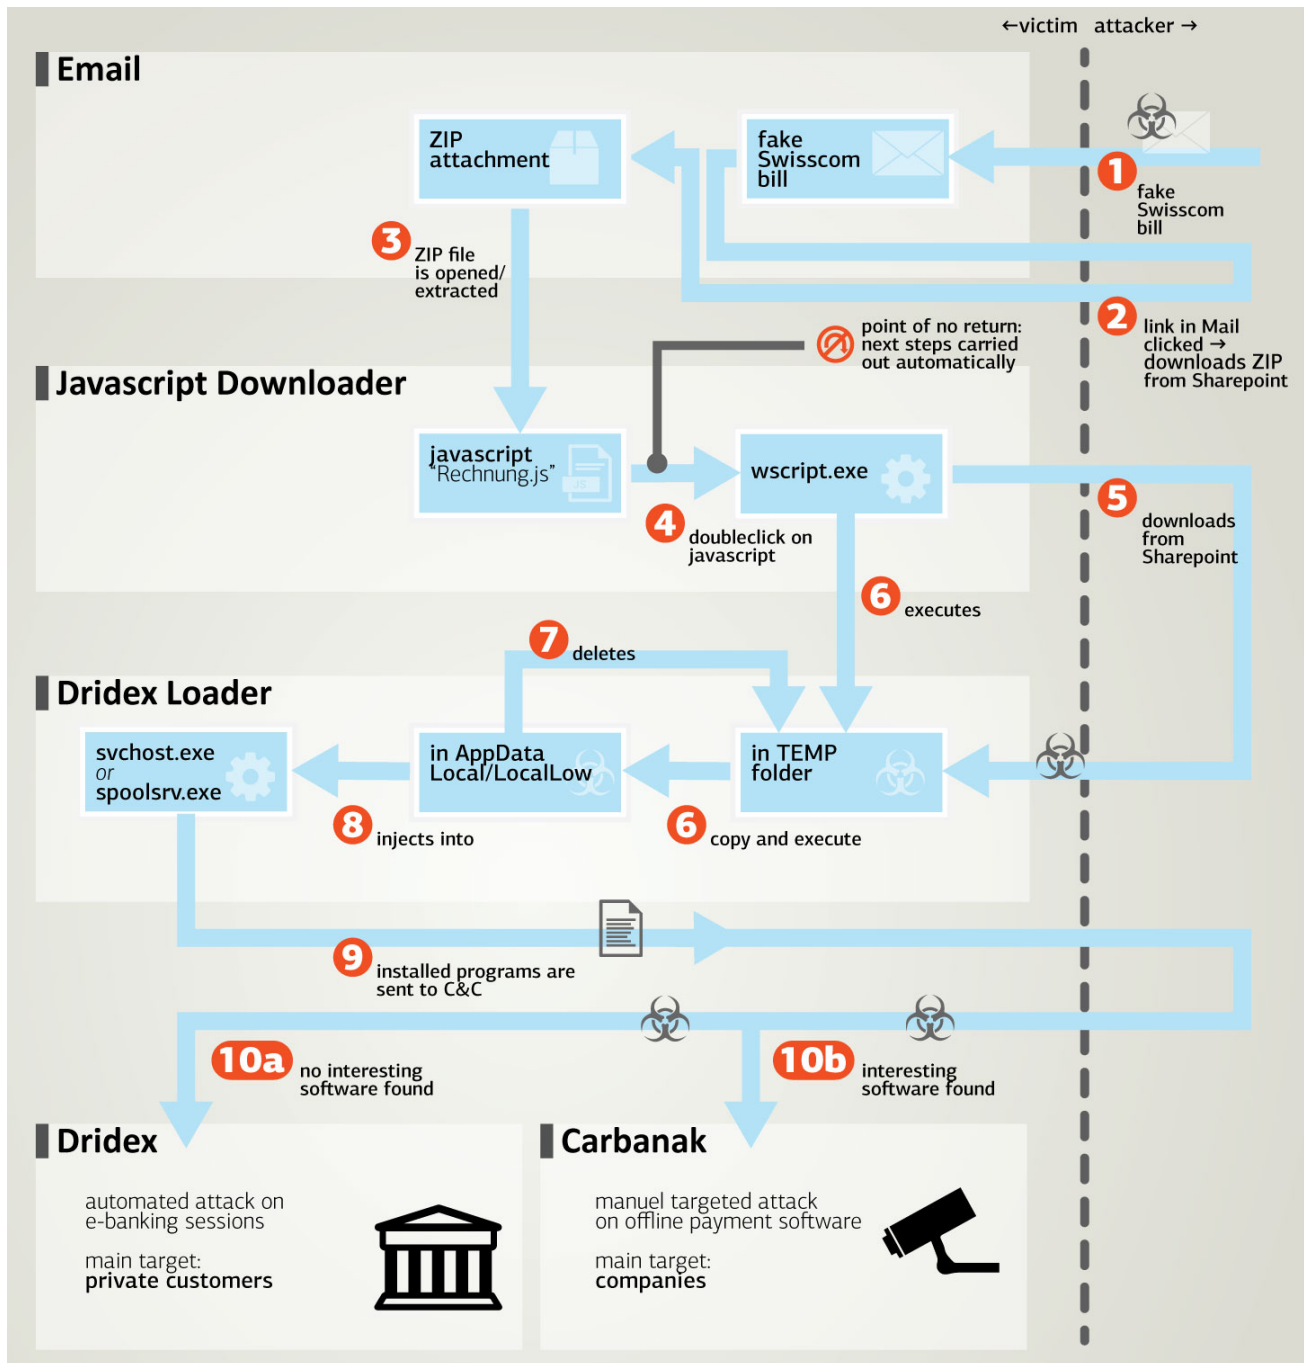 ←victim attacker →
Email
ZIP
attachment
fake
Swisscom
bill
1
fake
Swisscom
bill
3
ZIP file
is opened/
extracted
2
link in Mail
clicked →
downloads ZIP
from Sharepoint
point of no return:
next steps carried
out automatically
Javascript Downloader
javascript
“Rechnung.js”
JS
wscript.exe
4
doubleclick on
javascript
5
downloads
from
Sharepoint
6
executes
7
deletes
Dridex Loader
svchost.exe
or
spoolsrv.exe
in AppData
Local/LocalLow
in TEMP
folder
8
injects into
6
copy and execute
9
installed programs are
sent to C&C
10a
no interesting
software found
10b
interesting
software found
Dridex
automated attack on
e-banking sessions
main target:
private customers
Carbanak
manuel targeted attack
on offline payment software
main target:
companies